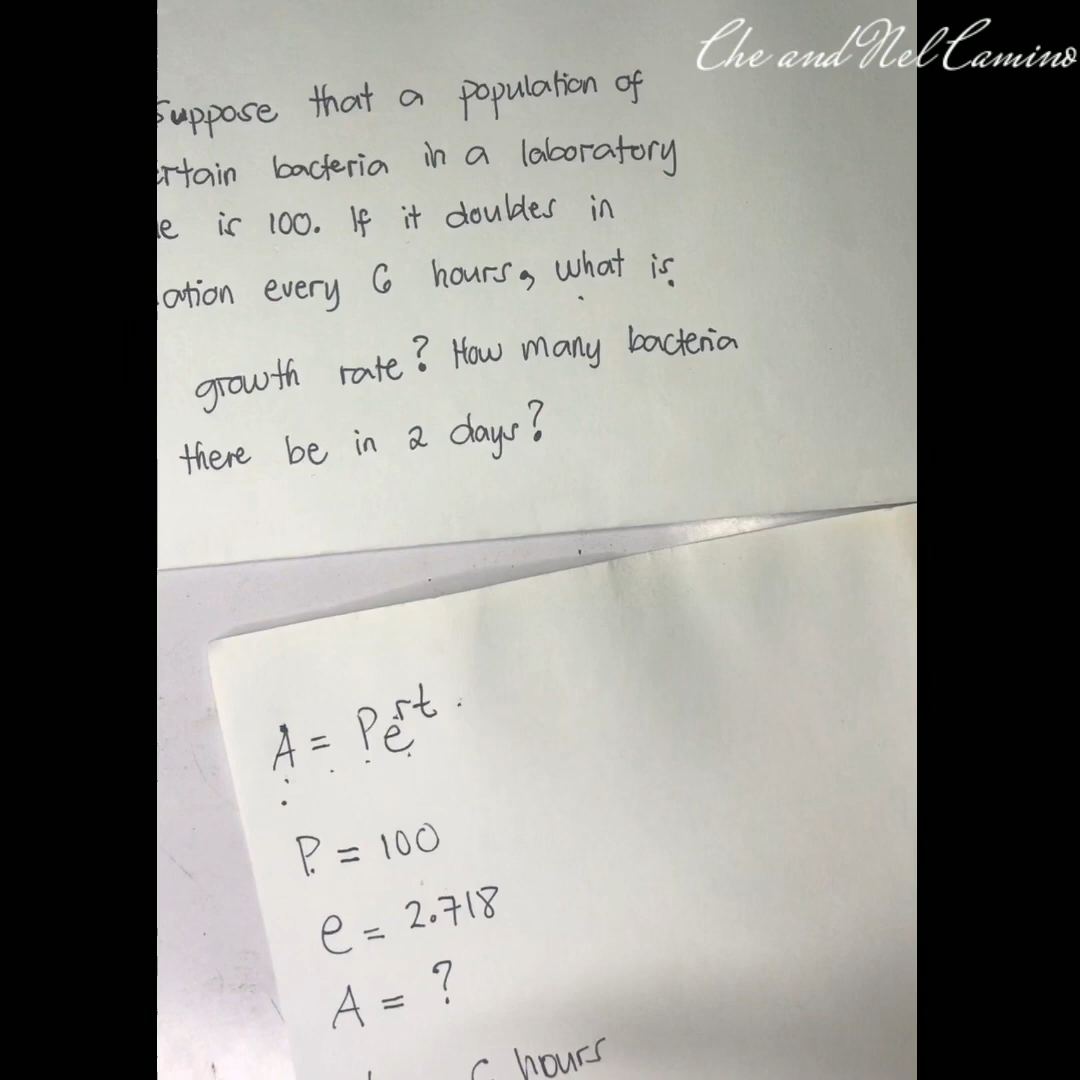 Che and Nel Camino
Suppose that a population of
rtain bacteria in a laboratory
e is 100. If it doubles in
ation every 6 hours, what is
growth rate? How many bacteria
there be in 2 days?
A = Pe^rt
P = 100
e = 2.718
A = ?
6 hours